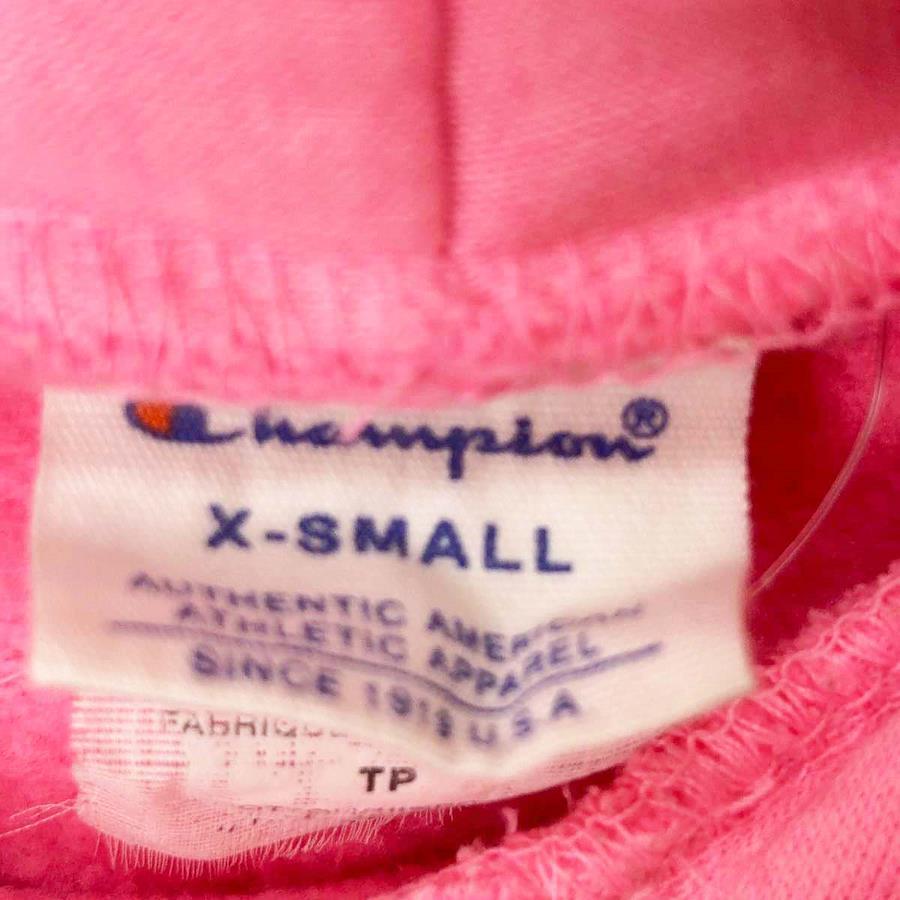 Champion®
X-SMALL
AUTHENTIC AMERICAN
ATHLETIC APPAREL
SINCE 1919 U.S.A
TP